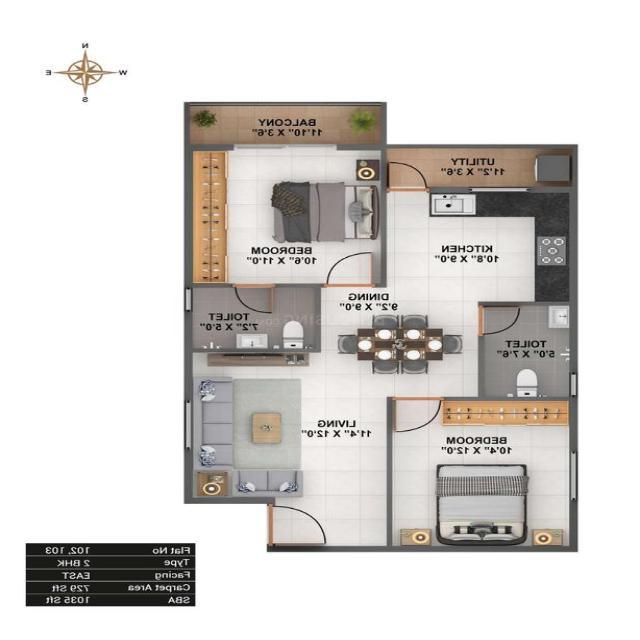 N
E W
S
BALCONY
11'10" X 3'6"
UTILITY
11'2" X 3'6"
BEDROOM
10'6" X 11'0"
KITCHEN
10'8" X 9'0"
DINING
9'2" X 9'0"
TOILET
7'2" X 5'0"
TOILET
5'0" X 7'6"
LIVING
11'4" X 12'0"
BEDROOM
10'4" X 12'0"
Flat No 102, 103
Type 2 BHK
Facing EAST
Carpet Area 729 Sft
SBA 1035 Sft